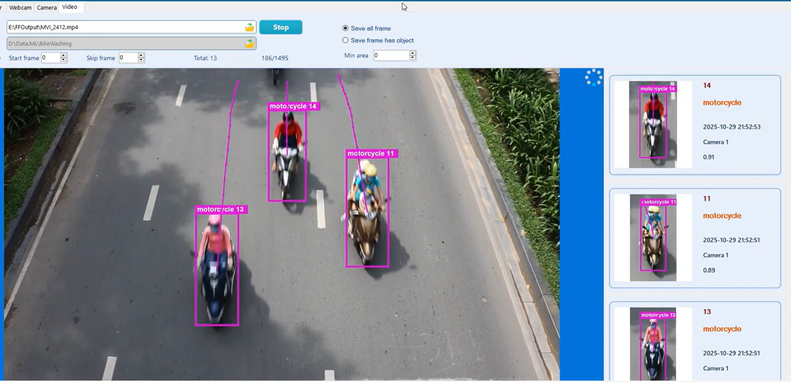 Webcam Camera Video
E:\FFOutput\MVI_2412.mp4
Stop
Save all frame
D:\Data.ML\BikeWashing
Save frame has object
Start frame 0 Skip frame 0 Total: 13 186/1495
Min area 0
motorcycle 14
motorcycle 11
motorcycle 13
motorcycle 14
14
motorcycle
2025-10-29 21:52:53
Camera 1
0.91
motorcycle 11
11
motorcycle
2025-10-29 21:52:51
Camera 1
0.89
motorcycle 13
13
motorcycle
2025-10-29 21:52:51
Camera 1